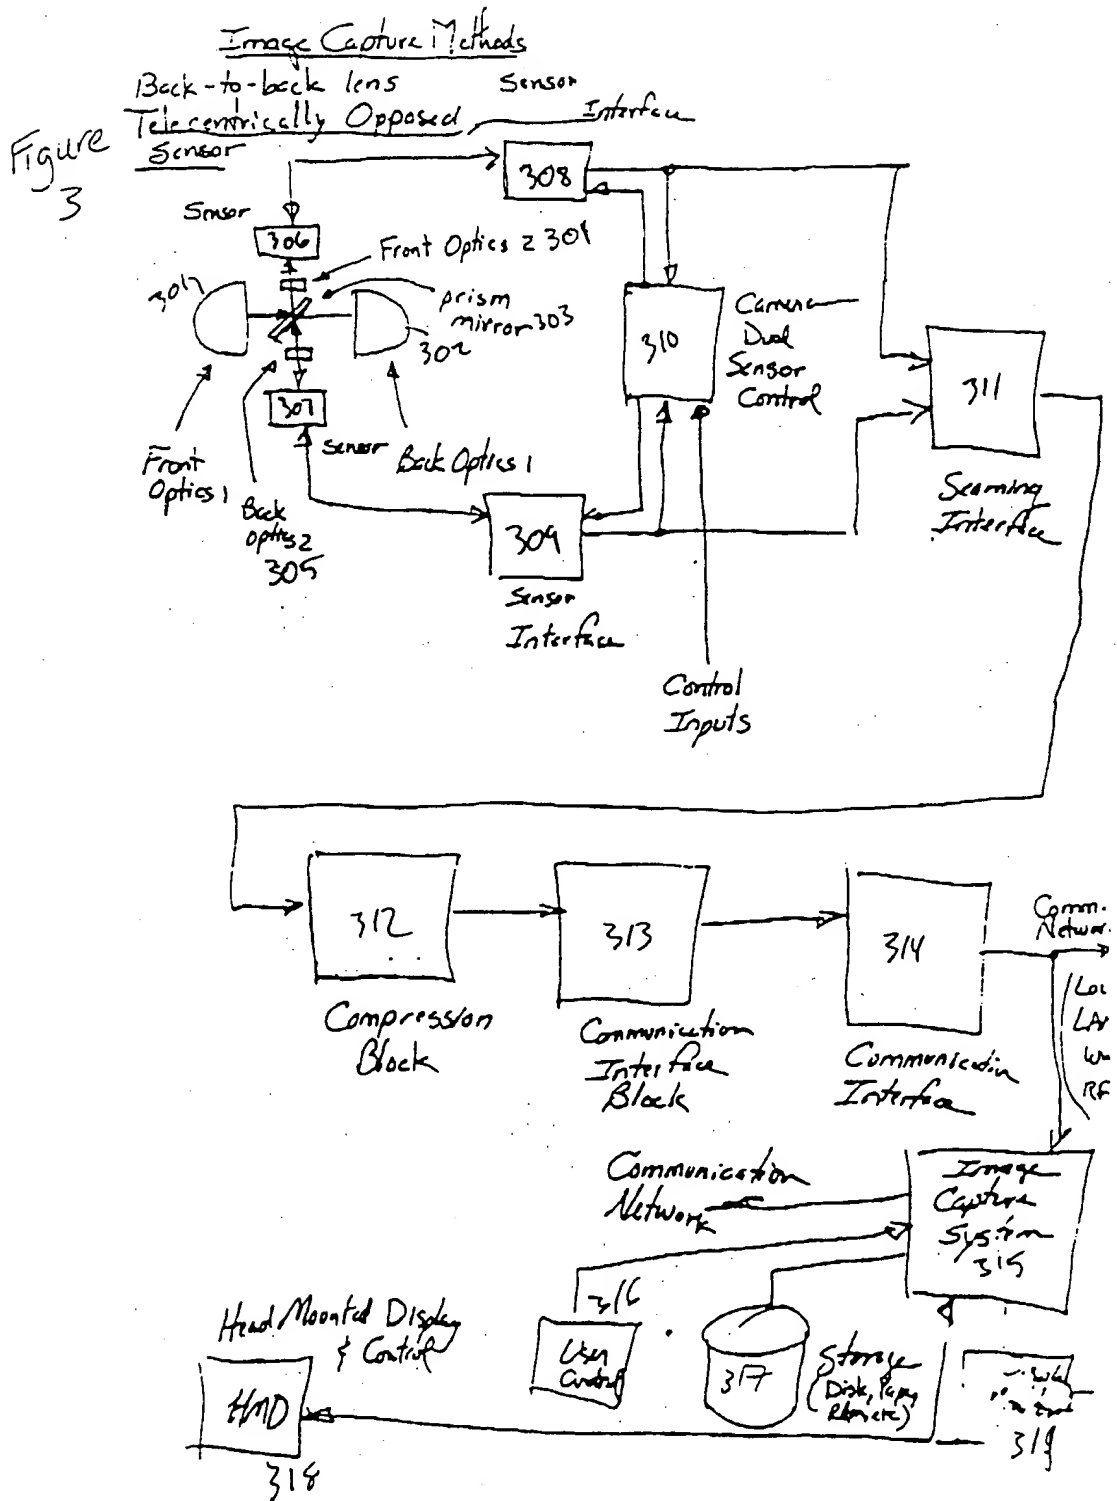 Image Capture Methods
Back-to-back lens
Telecentrically Opposed
Sensor
Sensor
Interface
Figure
3
308
Sensor
306
Front Optics 2 304
301
prism
mirror 303
302
310
Camera
Dual
Sensor
Control
311
307
Sensor
Front
Optics 1
Back Optics 1
Back
Optics 2
305
309
Sensor
Interface
Seaming
Interface
Control
Inputs
312
313
314
Comm.
Networ.
Compression
Block
Communication
Interface
Block
Communication
Interface
RF
Communication
Network
Image
Capture
System
315
316
Head Mounted Display
& Control
User
Control
317
Storage
(Disk,
HMD
318
319